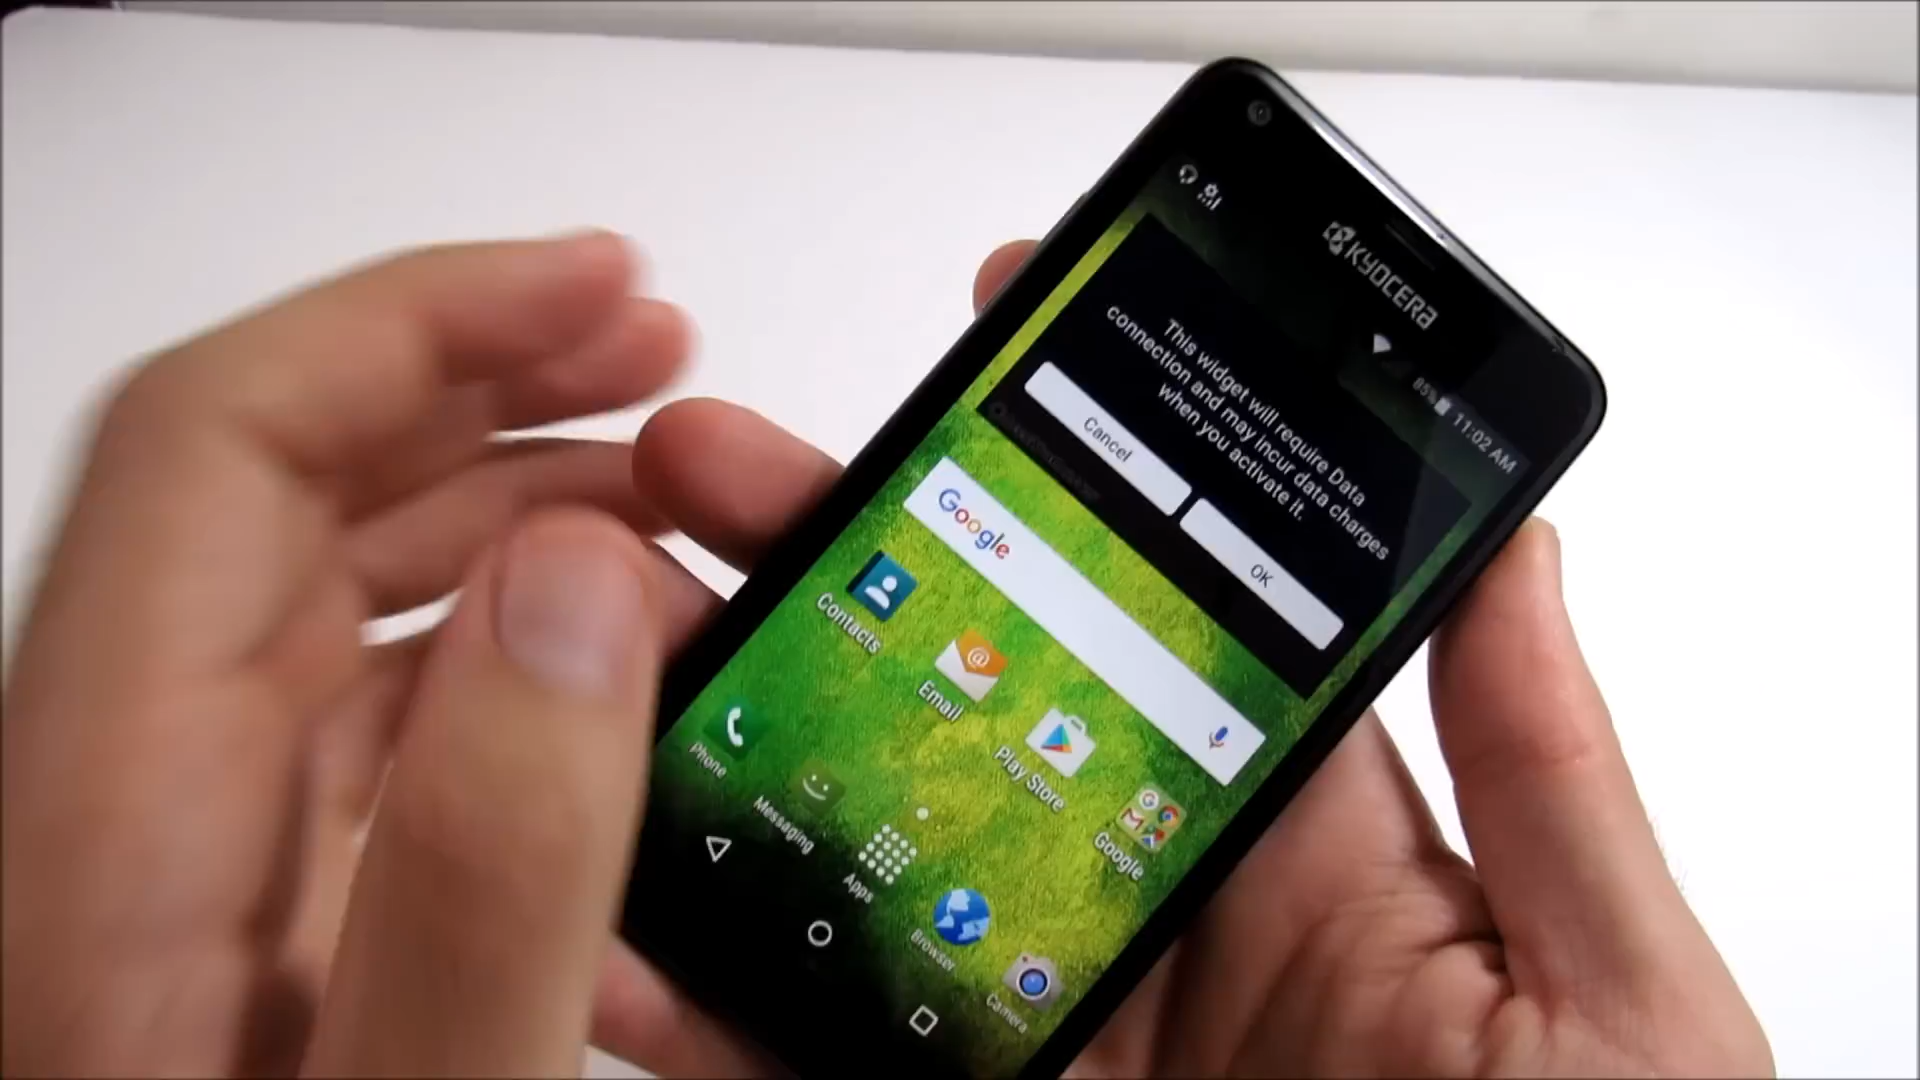 KYOCERA
85% 11:02 AM
This widget will require Data
connection and may incur data charges
when you activate it.
Cancel
OK
Google
Contacts
Email
Play Store
Google
Phone
Messaging
Apps
Browser
Camera